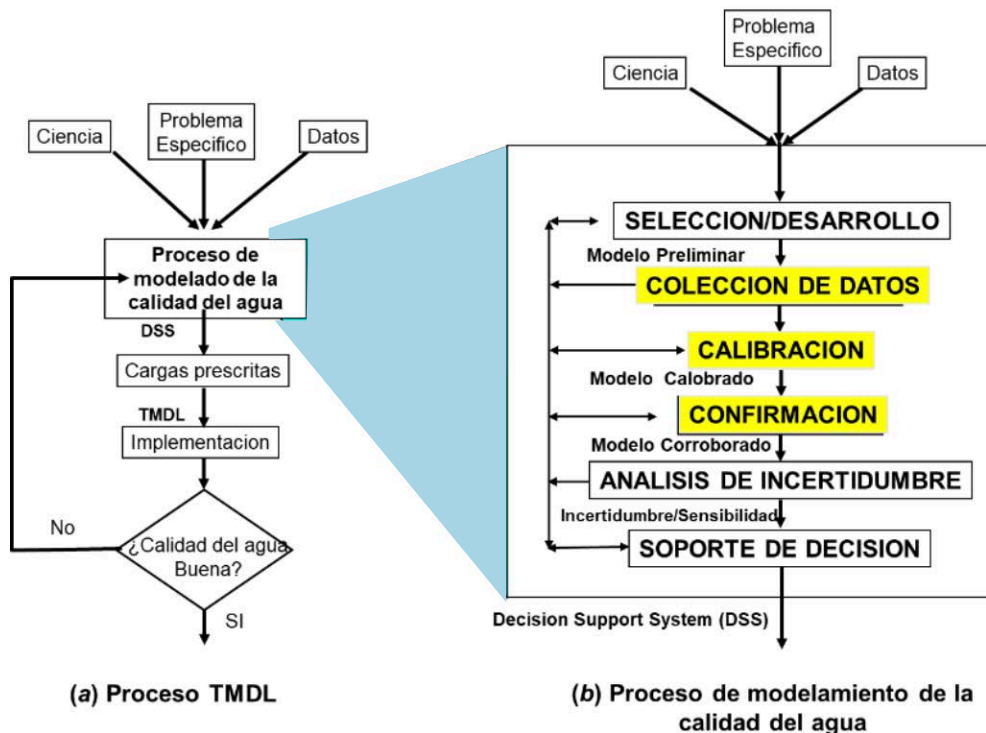 Problema
Especifico
Ciencia
Datos
Proceso de
modelado de la
calidad del agua
DSS
Cargas prescritas
TMDL
Implementacion
No
¿Calidad del agua
Buena?
SI
(a) Proceso TMDL
Problema
Especifico
Ciencia
Datos
SELECCION/DESARROLLO
Modelo Preliminar
COLECCION DE DATOS
CALIBRACION
Modelo Calobrado
CONFIRMACION
Modelo Corroborado
ANALISIS DE INCERTIDUMBRE
Incertidumbre/Sensibilidad
SOPORTE DE DECISION
Decision Support System (DSS)
(b) Proceso de modelamiento de la
calidad del agua